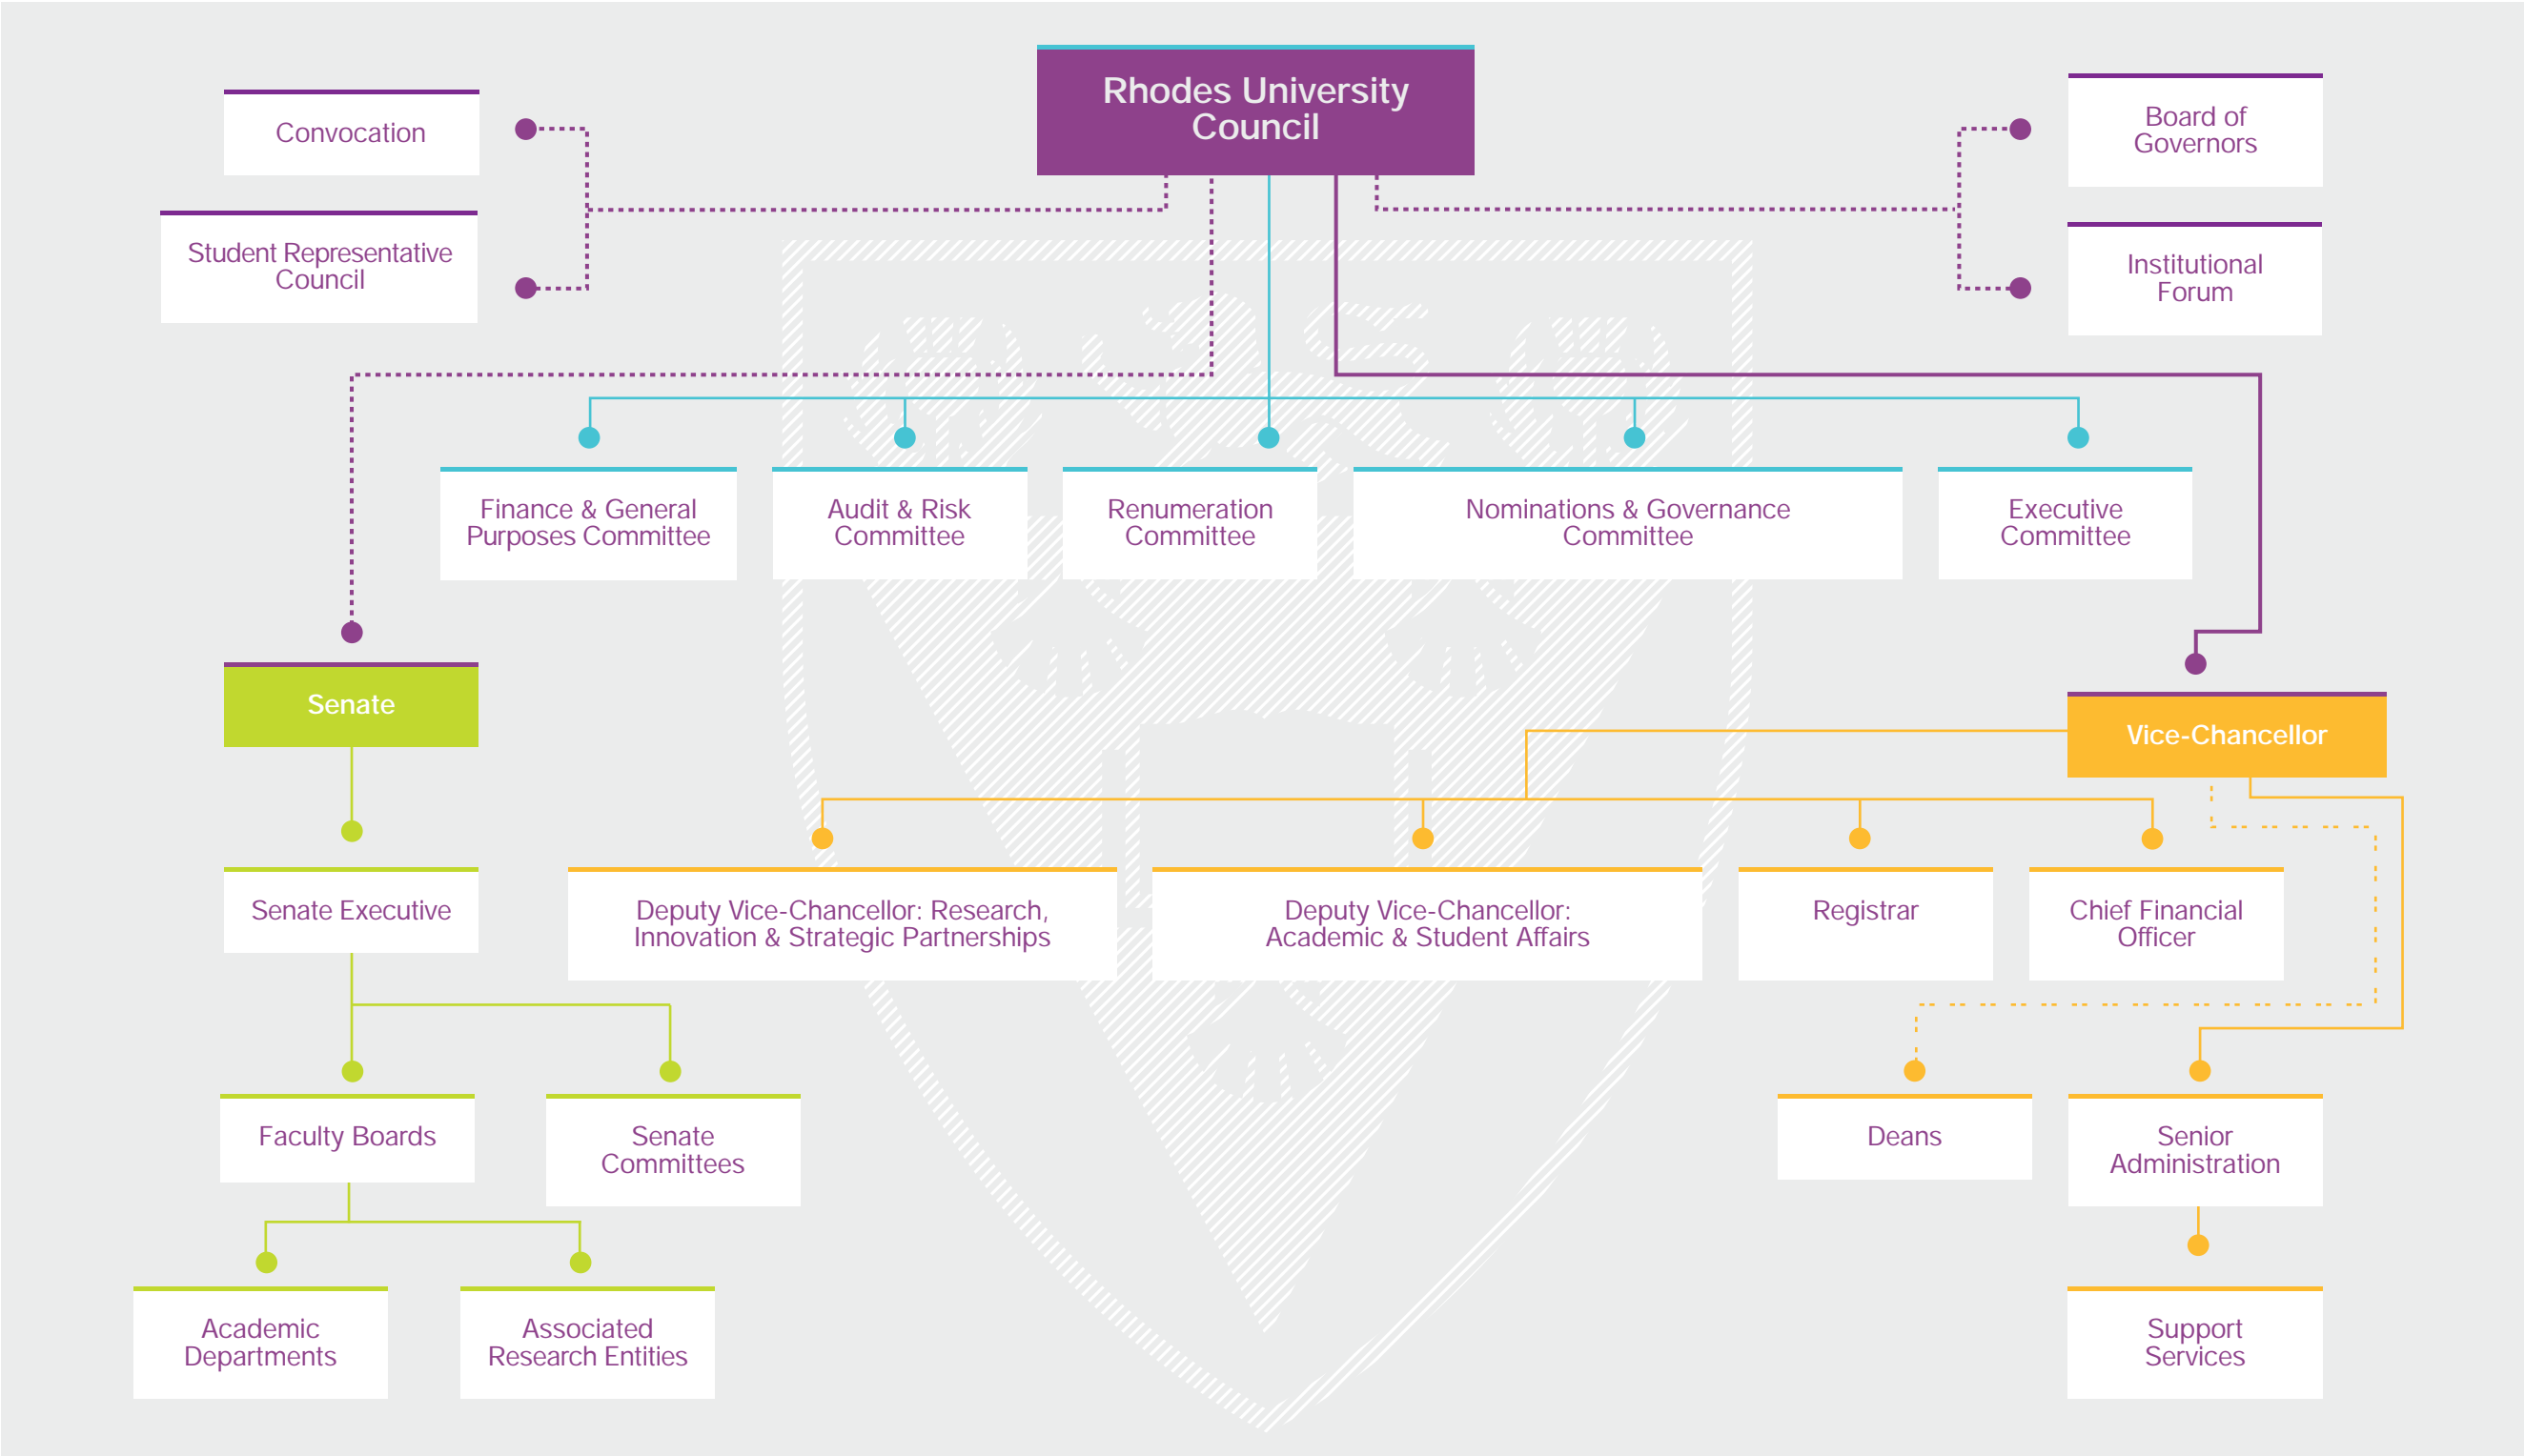 Rhodes University
Council
Convocation
Board of
Governors
Student Representative
Council
Institutional
Forum
Finance & General
Purposes Committee
Audit & Risk
Committee
Renumeration
Committee
Nominations & Governance
Committee
Executive
Committee
Senate
Vice-Chancellor
Senate Executive
Deputy Vice-Chancellor: Research,
Innovation & Strategic Partnerships
Deputy Vice-Chancellor:
Academic & Student Affairs
Registrar
Chief Financial
Officer
Faculty Boards
Senate
Committees
Deans
Senior
Administration
Academic
Departments
Associated
Research Entities
Support
Services